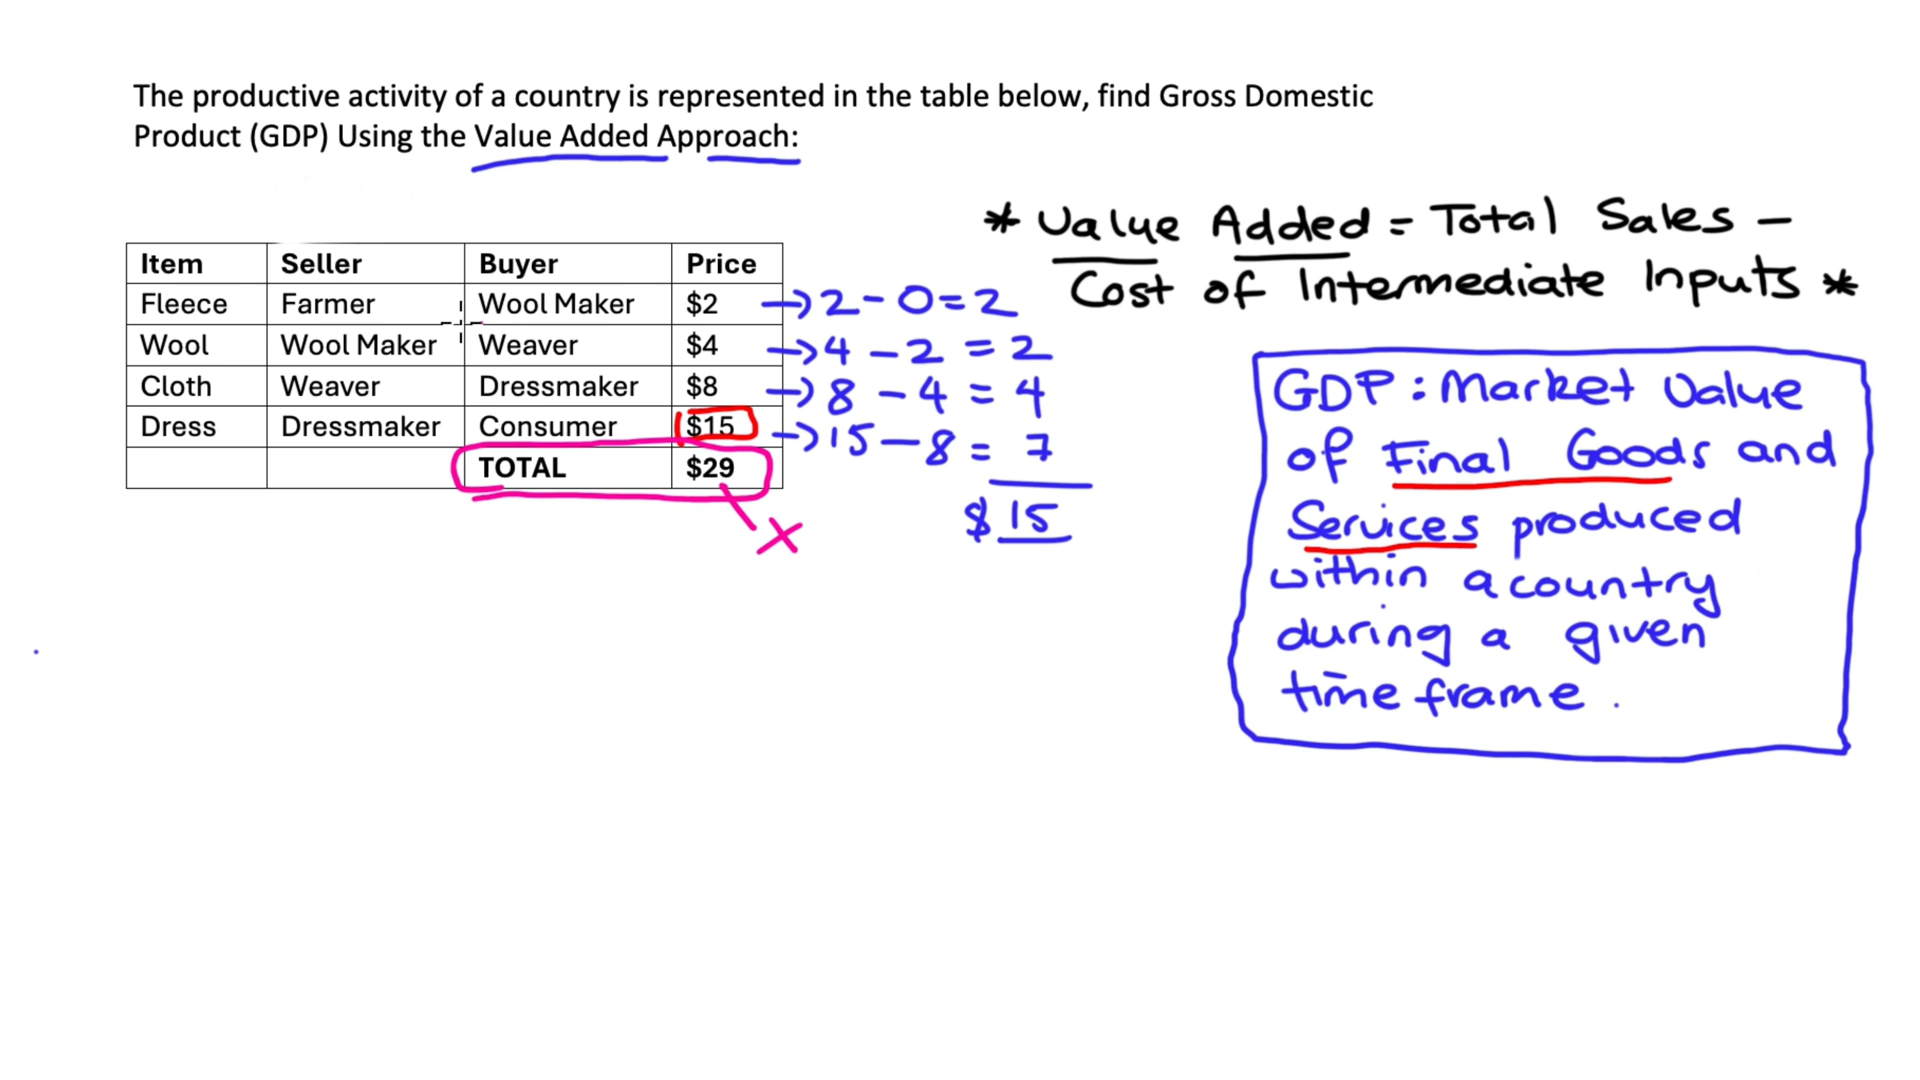 The productive activity of a country is represented in the table below, find Gross Domestic
Product (GDP) Using the Value Added Approach:
* Value Added = Total Sales -
Cost of Intermediate Inputs *
Item Seller Buyer Price
Fleece Farmer Wool Maker $2 → 2 - 0 = 2
Wool Wool Maker Weaver $4 → 4 - 2 = 2
Cloth Weaver Dressmaker $8 → 8 - 4 = 4
Dress Dressmaker Consumer $15 → 15 - 8 = 7
TOTAL $29
X
$ 15
GDP: Market Value
of Final Goods and
Services produced
within a country
during a given
time frame.